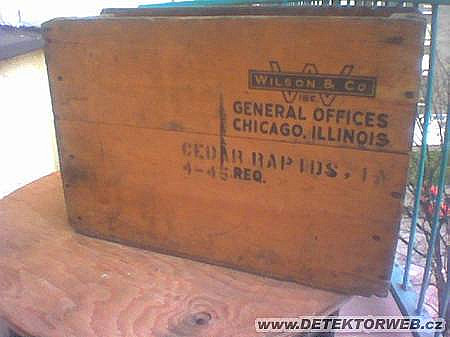 WILSON & CO
W
INC.
GENERAL OFFICES
CHICAGO, ILLINOIS
CEDAR RAPIDS, IA
4-45 REQ.
© WWW.DETEKTORWEB.CZ